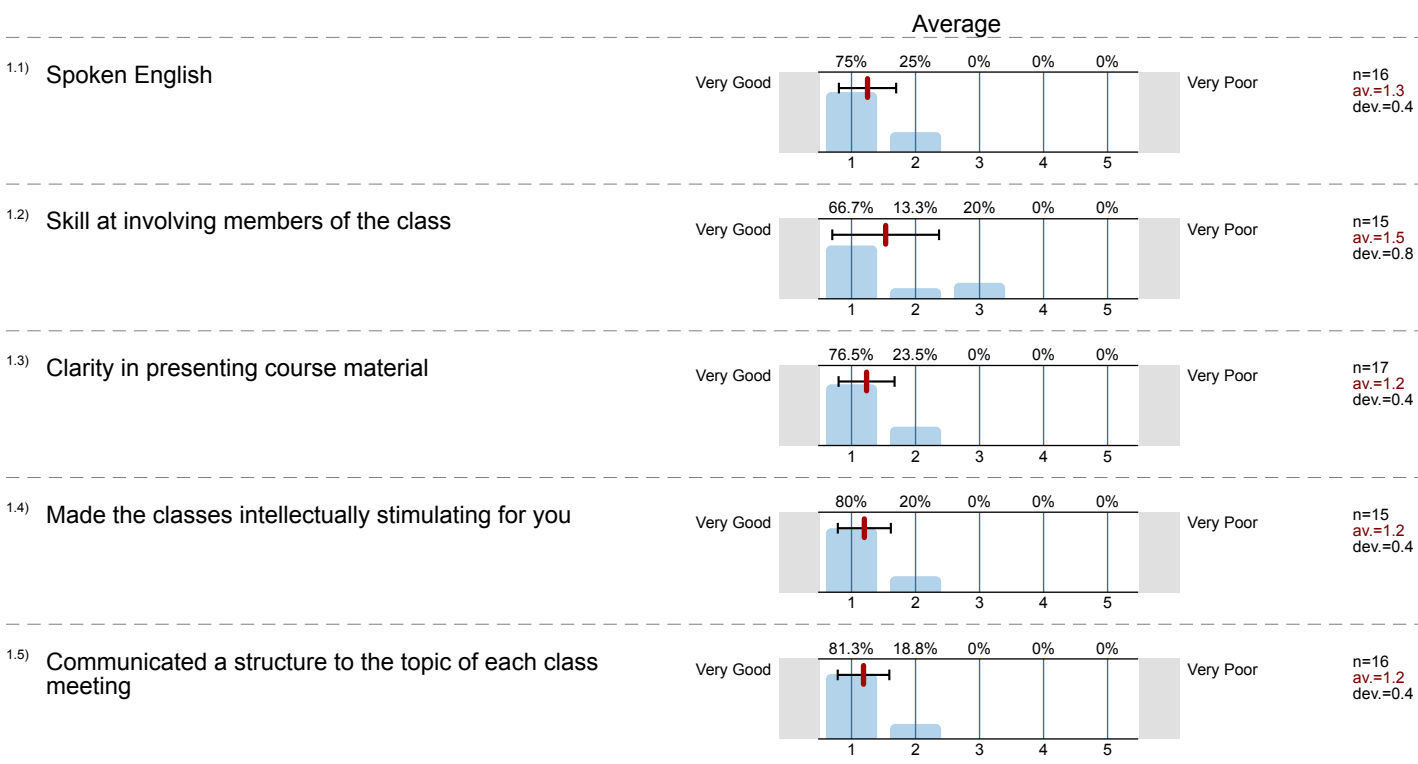 Average
1.1) Spoken English
75% 25% 0% 0% 0%
Very Good
Very Poor
n=16
av.=1.3
dev.=0.4
1 2 3 4 5
1.2) Skill at involving members of the class
66.7% 13.3% 20% 0% 0%
Very Good
Very Poor
n=15
av.=1.5
dev.=0.8
1 2 3 4 5
1.3) Clarity in presenting course material
76.5% 23.5% 0% 0% 0%
Very Good
Very Poor
n=17
av.=1.2
dev.=0.4
1 2 3 4 5
1.4) Made the classes intellectually stimulating for you
80% 20% 0% 0% 0%
Very Good
Very Poor
n=15
av.=1.2
dev.=0.4
1 2 3 4 5
1.5) Communicated a structure to the topic of each class
meeting
81.3% 18.8% 0% 0% 0%
Very Good
Very Poor
n=16
av.=1.2
dev.=0.4
1 2 3 4 5